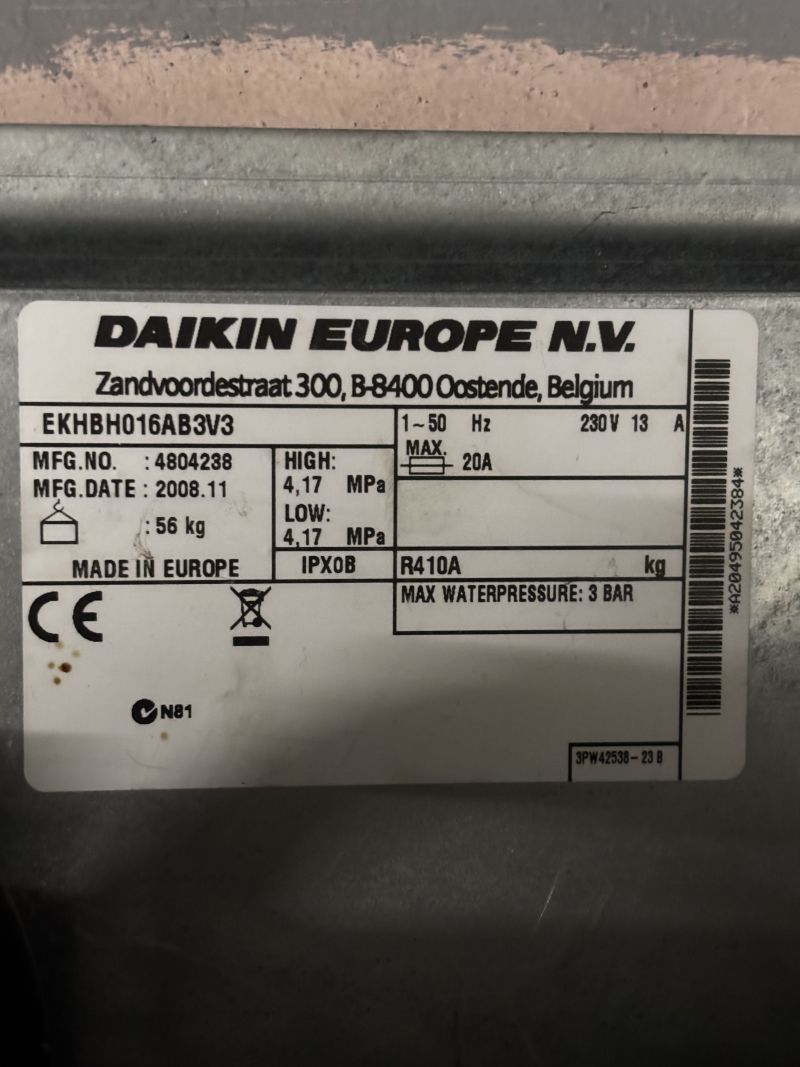 DAIKIN EUROPE N.V.
Zandvoordestraat 300, B-8400 Oostende, Belgium
EKHBH016AB3V3
1~50 Hz 230V 13 A
MAX.
20A
MFG.NO. : 4804238
MFG.DATE : 2008.11
: 56 kg
MADE IN EUROPE
HIGH:
4,17 MPa
LOW:
4,17 MPa
IPX0B
R410A kg
MAX WATERPRESSURE: 3 BAR
CE
N81
3PW42538-23 B
*A20495042384*